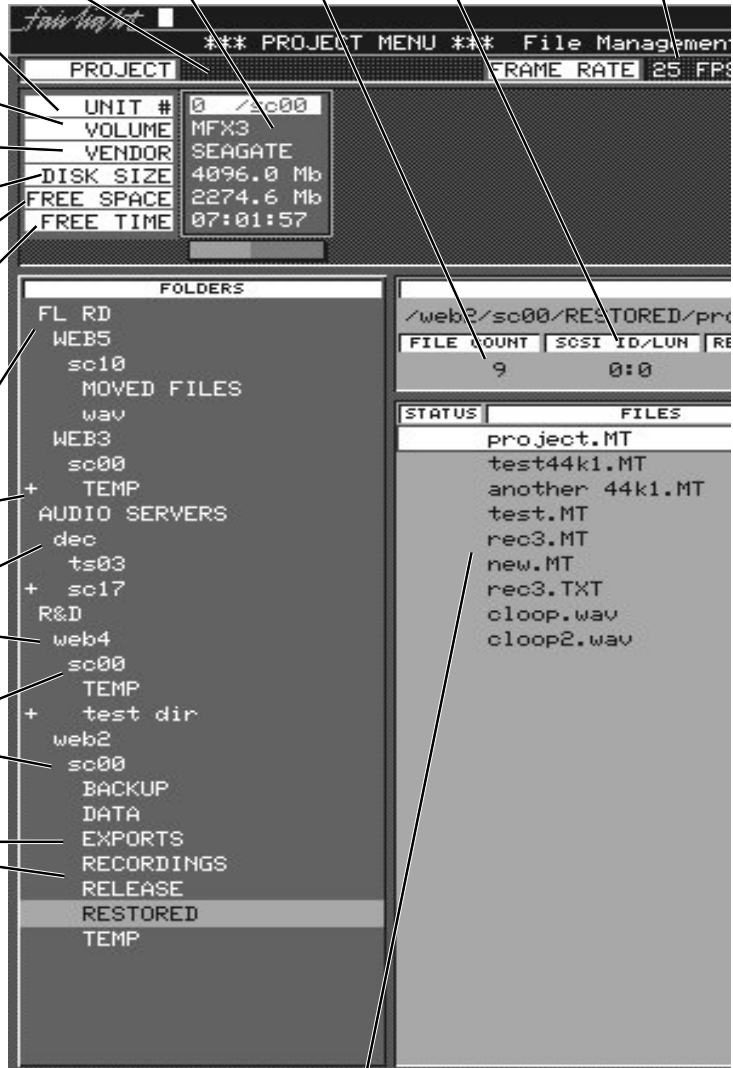 fairlight
*** PROJECT MENU *** File Management
PROJECT FRAME RATE 25 FPS
UNIT # 0 /sc00
VOLUME MFX3
VENDOR SEAGATE
DISK SIZE 4096.0 Mb
FREE SPACE 2274.6 Mb
FREE TIME 07:01:57
FOLDERS
FL RD
WEB5
sc10
MOVED FILES
wav
WEB3
sc00
+ TEMP
AUDIO SERVERS
dec
ts03
+ sc17
R&D
web4
sc00
TEMP
+ test dir
web2
sc00
BACKUP
DATA
EXPORTS
RECORDINGS
RELEASE
RESTORED
TEMP
/web2/sc00/RESTORED/pro
FILE COUNT SCSI ID/LUN RE
9 0:0
STATUS FILES
project.MT
test44k1.MT
another 44k1.MT
test.MT
rec3.MT
new.MT
rec3.TXT
cloop.wav
cloop2.wav